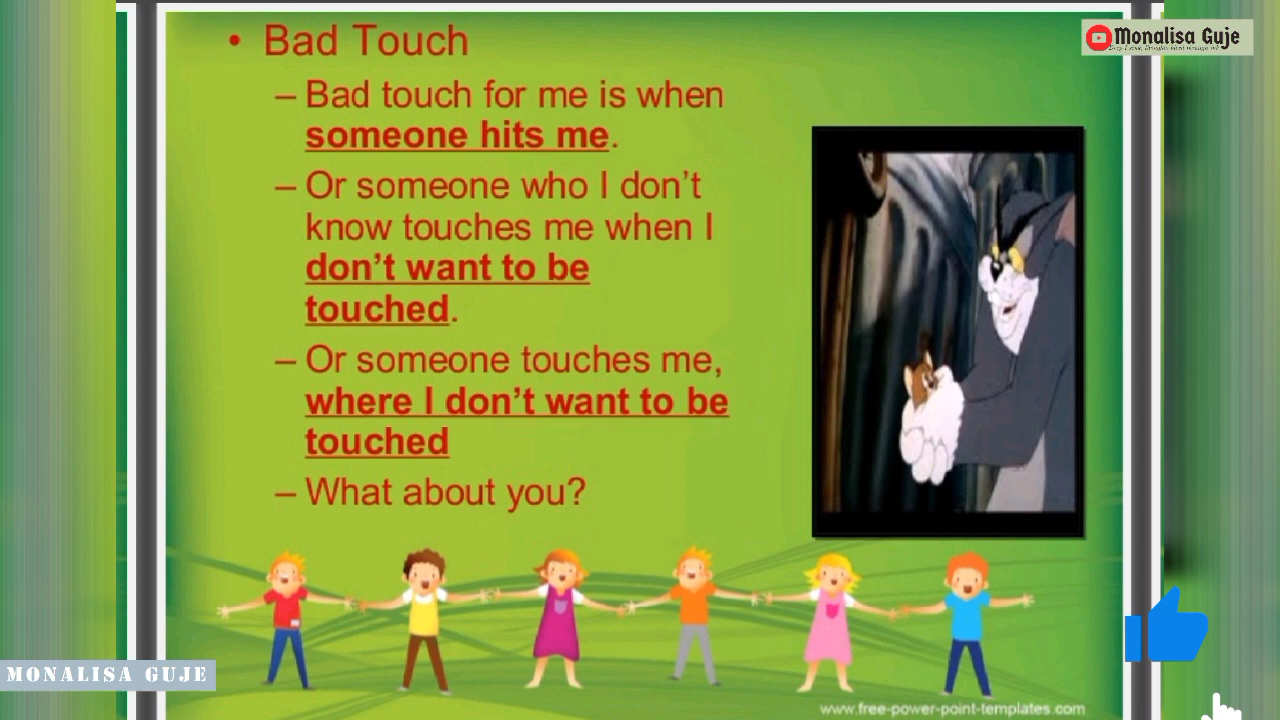 • Bad Touch
– Bad touch for me is when
someone hits me.
– Or someone who I don't
know touches me when I
don't want to be
touched.
– Or someone touches me,
where I don't want to be
touched
– What about you?
Monalisa Guje
MONALISA GUJE
www.free-power-point-templates.com